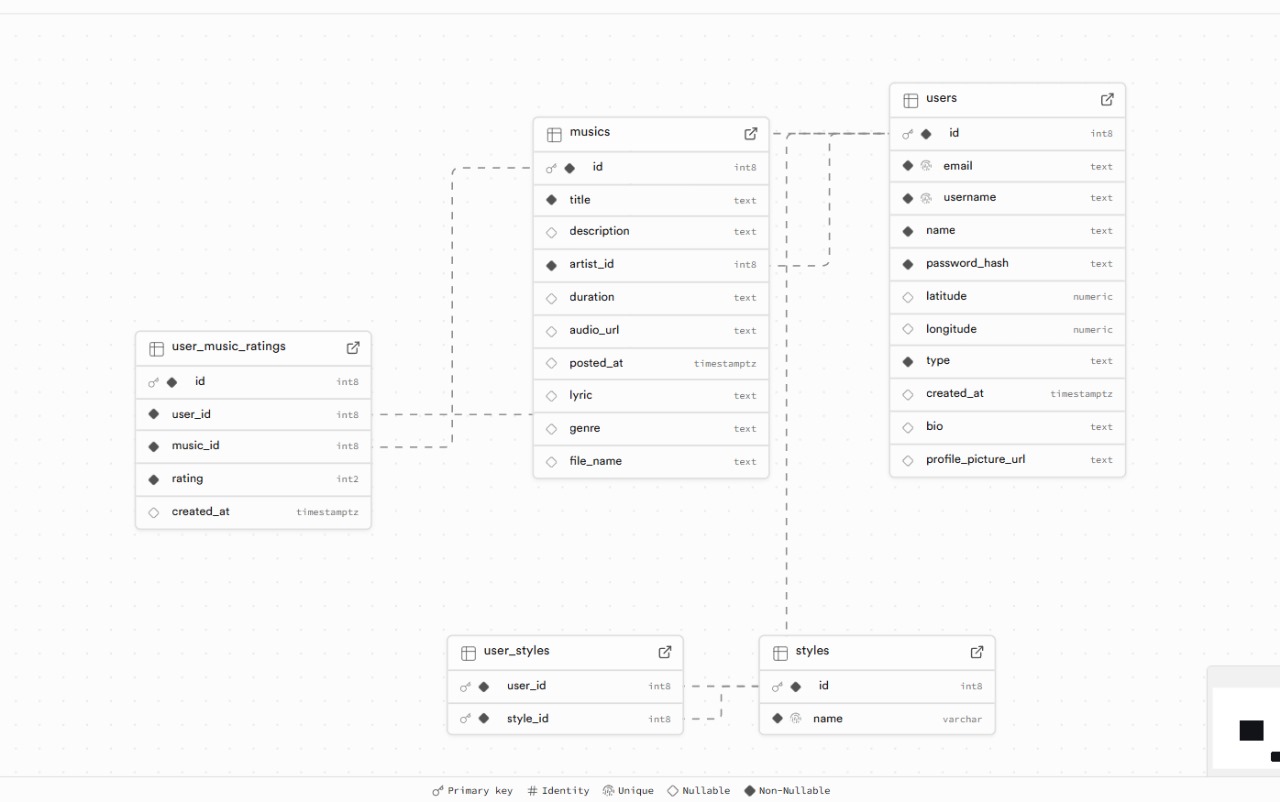 users
id int8
email text
username text
name text
password_hash text
latitude numeric
longitude numeric
type text
created_at timestamptz
bio text
profile_picture_url text
musics
id int8
title text
description text
artist_id int8
duration text
audio_url text
posted_at timestamptz
lyric text
genre text
file_name text
user_music_ratings
id int8
user_id int8
music_id int8
rating int2
created_at timestamptz
user_styles
user_id int8
style_id int8
styles
id int8
name varchar
Primary key Identity Unique Nullable Non-Nullable